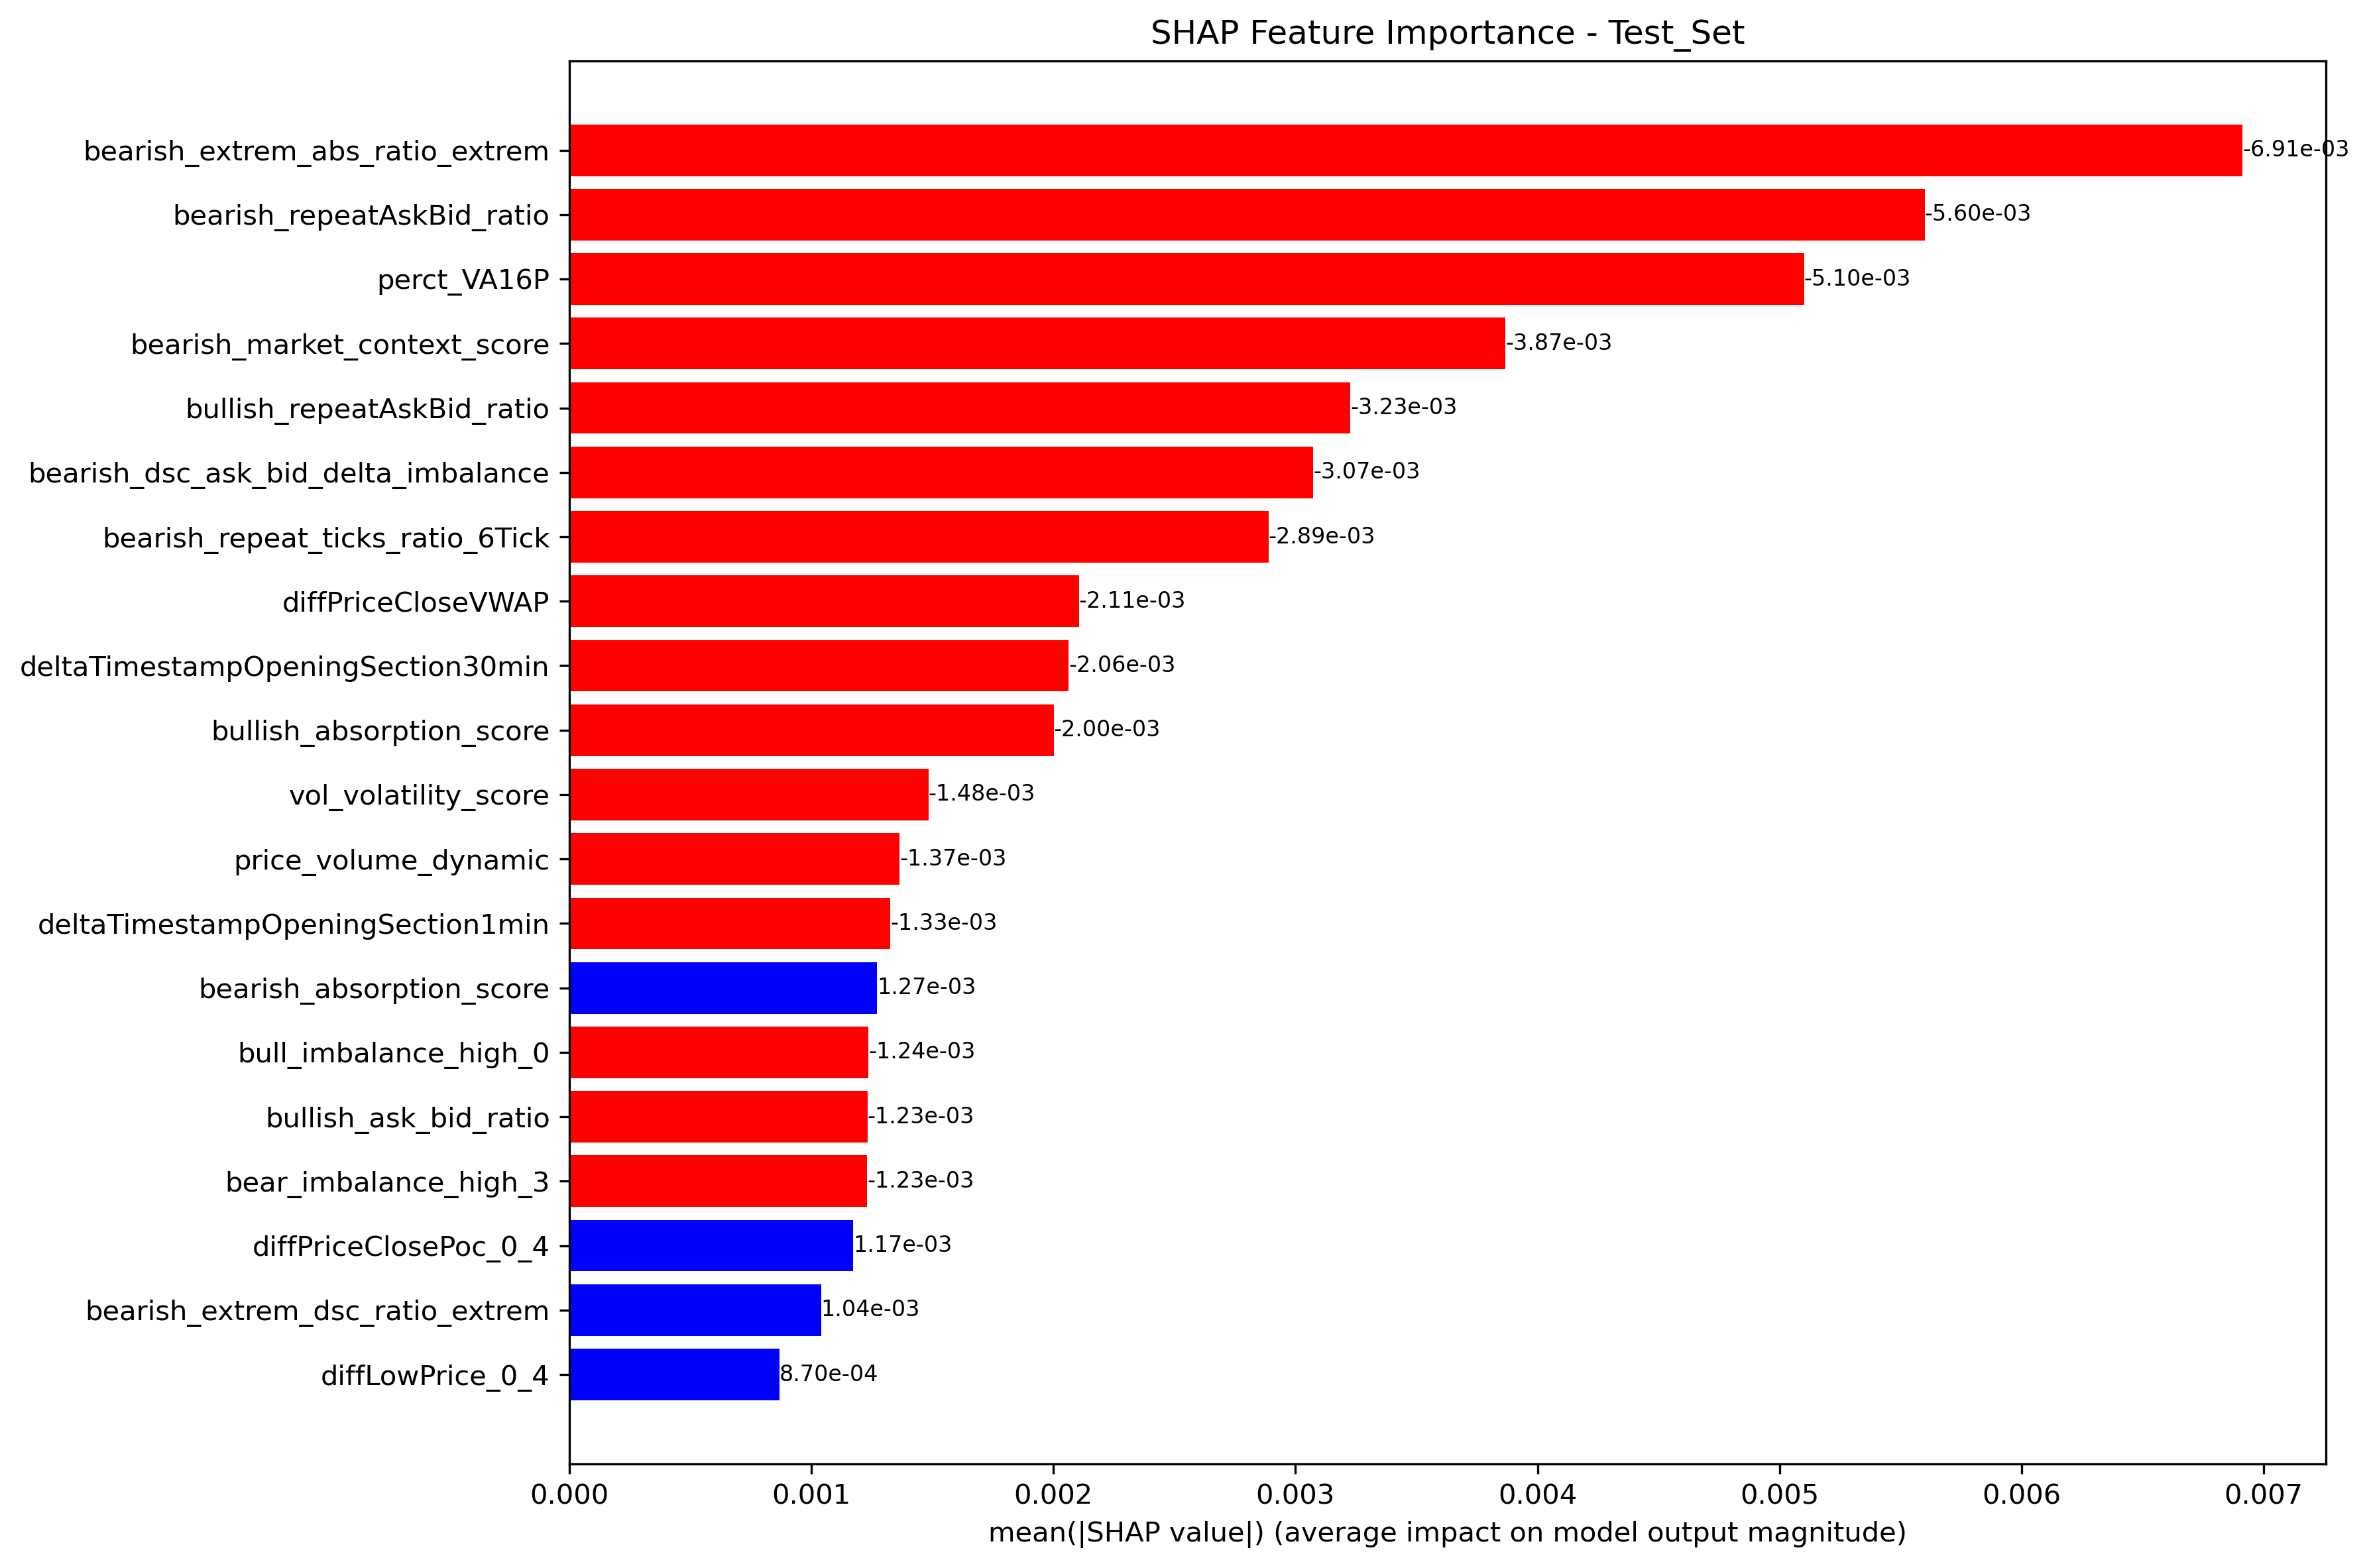 SHAP Feature Importance - Test_Set
bearish_extrem_abs_ratio_extrem -6.91e-03
bearish_repeatAskBid_ratio -5.60e-03
perct_VA16P -5.10e-03
bearish_market_context_score -3.87e-03
bullish_repeatAskBid_ratio -3.23e-03
bearish_dsc_ask_bid_delta_imbalance -3.07e-03
bearish_repeat_ticks_ratio_6Tick -2.89e-03
diffPriceCloseVWAP -2.11e-03
deltaTimestampOpeningSection30min -2.06e-03
bullish_absorption_score -2.00e-03
vol_volatility_score -1.48e-03
price_volume_dynamic -1.37e-03
deltaTimestampOpeningSection1min -1.33e-03
bearish_absorption_score 1.27e-03
bull_imbalance_high_0 -1.24e-03
bullish_ask_bid_ratio -1.23e-03
bear_imbalance_high_3 -1.23e-03
diffPriceClosePoc_0_4 1.17e-03
bearish_extrem_dsc_ratio_extrem 1.04e-03
diffLowPrice_0_4 8.70e-04
0.000 0.001 0.002 0.003 0.004 0.005 0.006 0.007
mean(|SHAP value|) (average impact on model output magnitude)